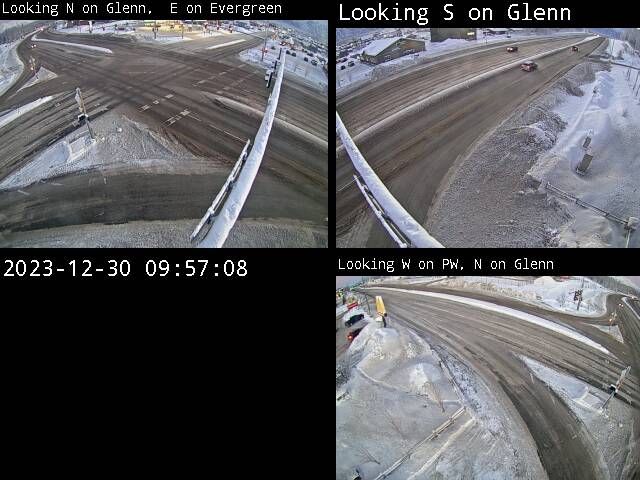 Looking N on Glenn,  E on Evergreen
Looking S on Glenn
2023-12-30 09:57:08
Looking W on PW, N on Glenn